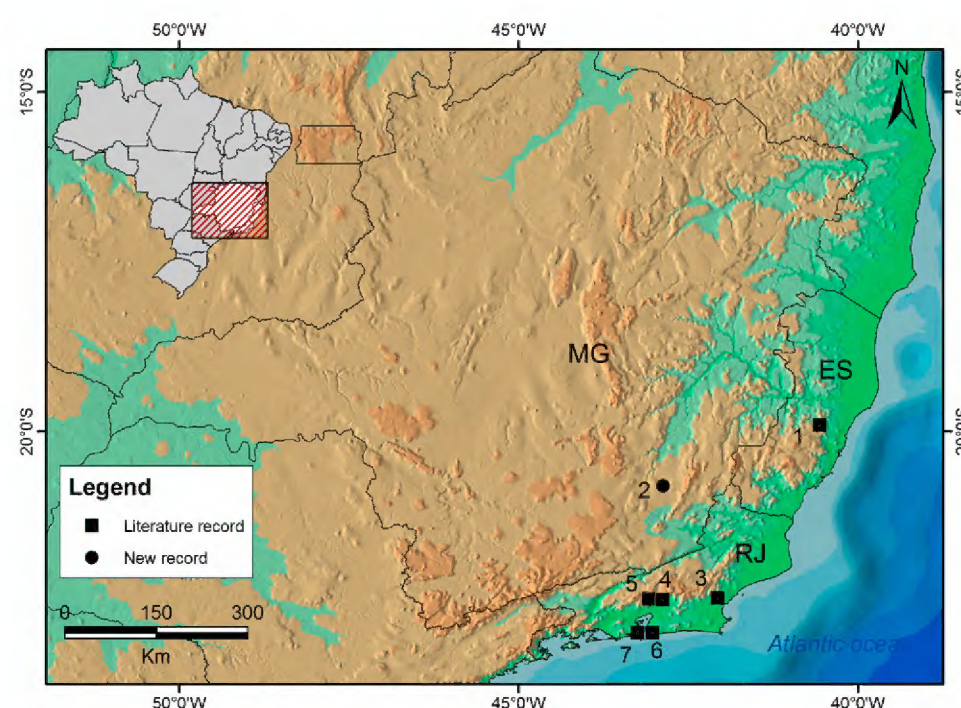 50°0'W 45°0'W 40°0'W
15°0'S
15°0'S
N
MG
ES
1
20°0'S
20°0'S
2
Legend
Literature record
New record
RJ
5 4 3
0 150 300
Km
7 6
Atlantic ocean
50°0'W 45°0'W 40°0'W